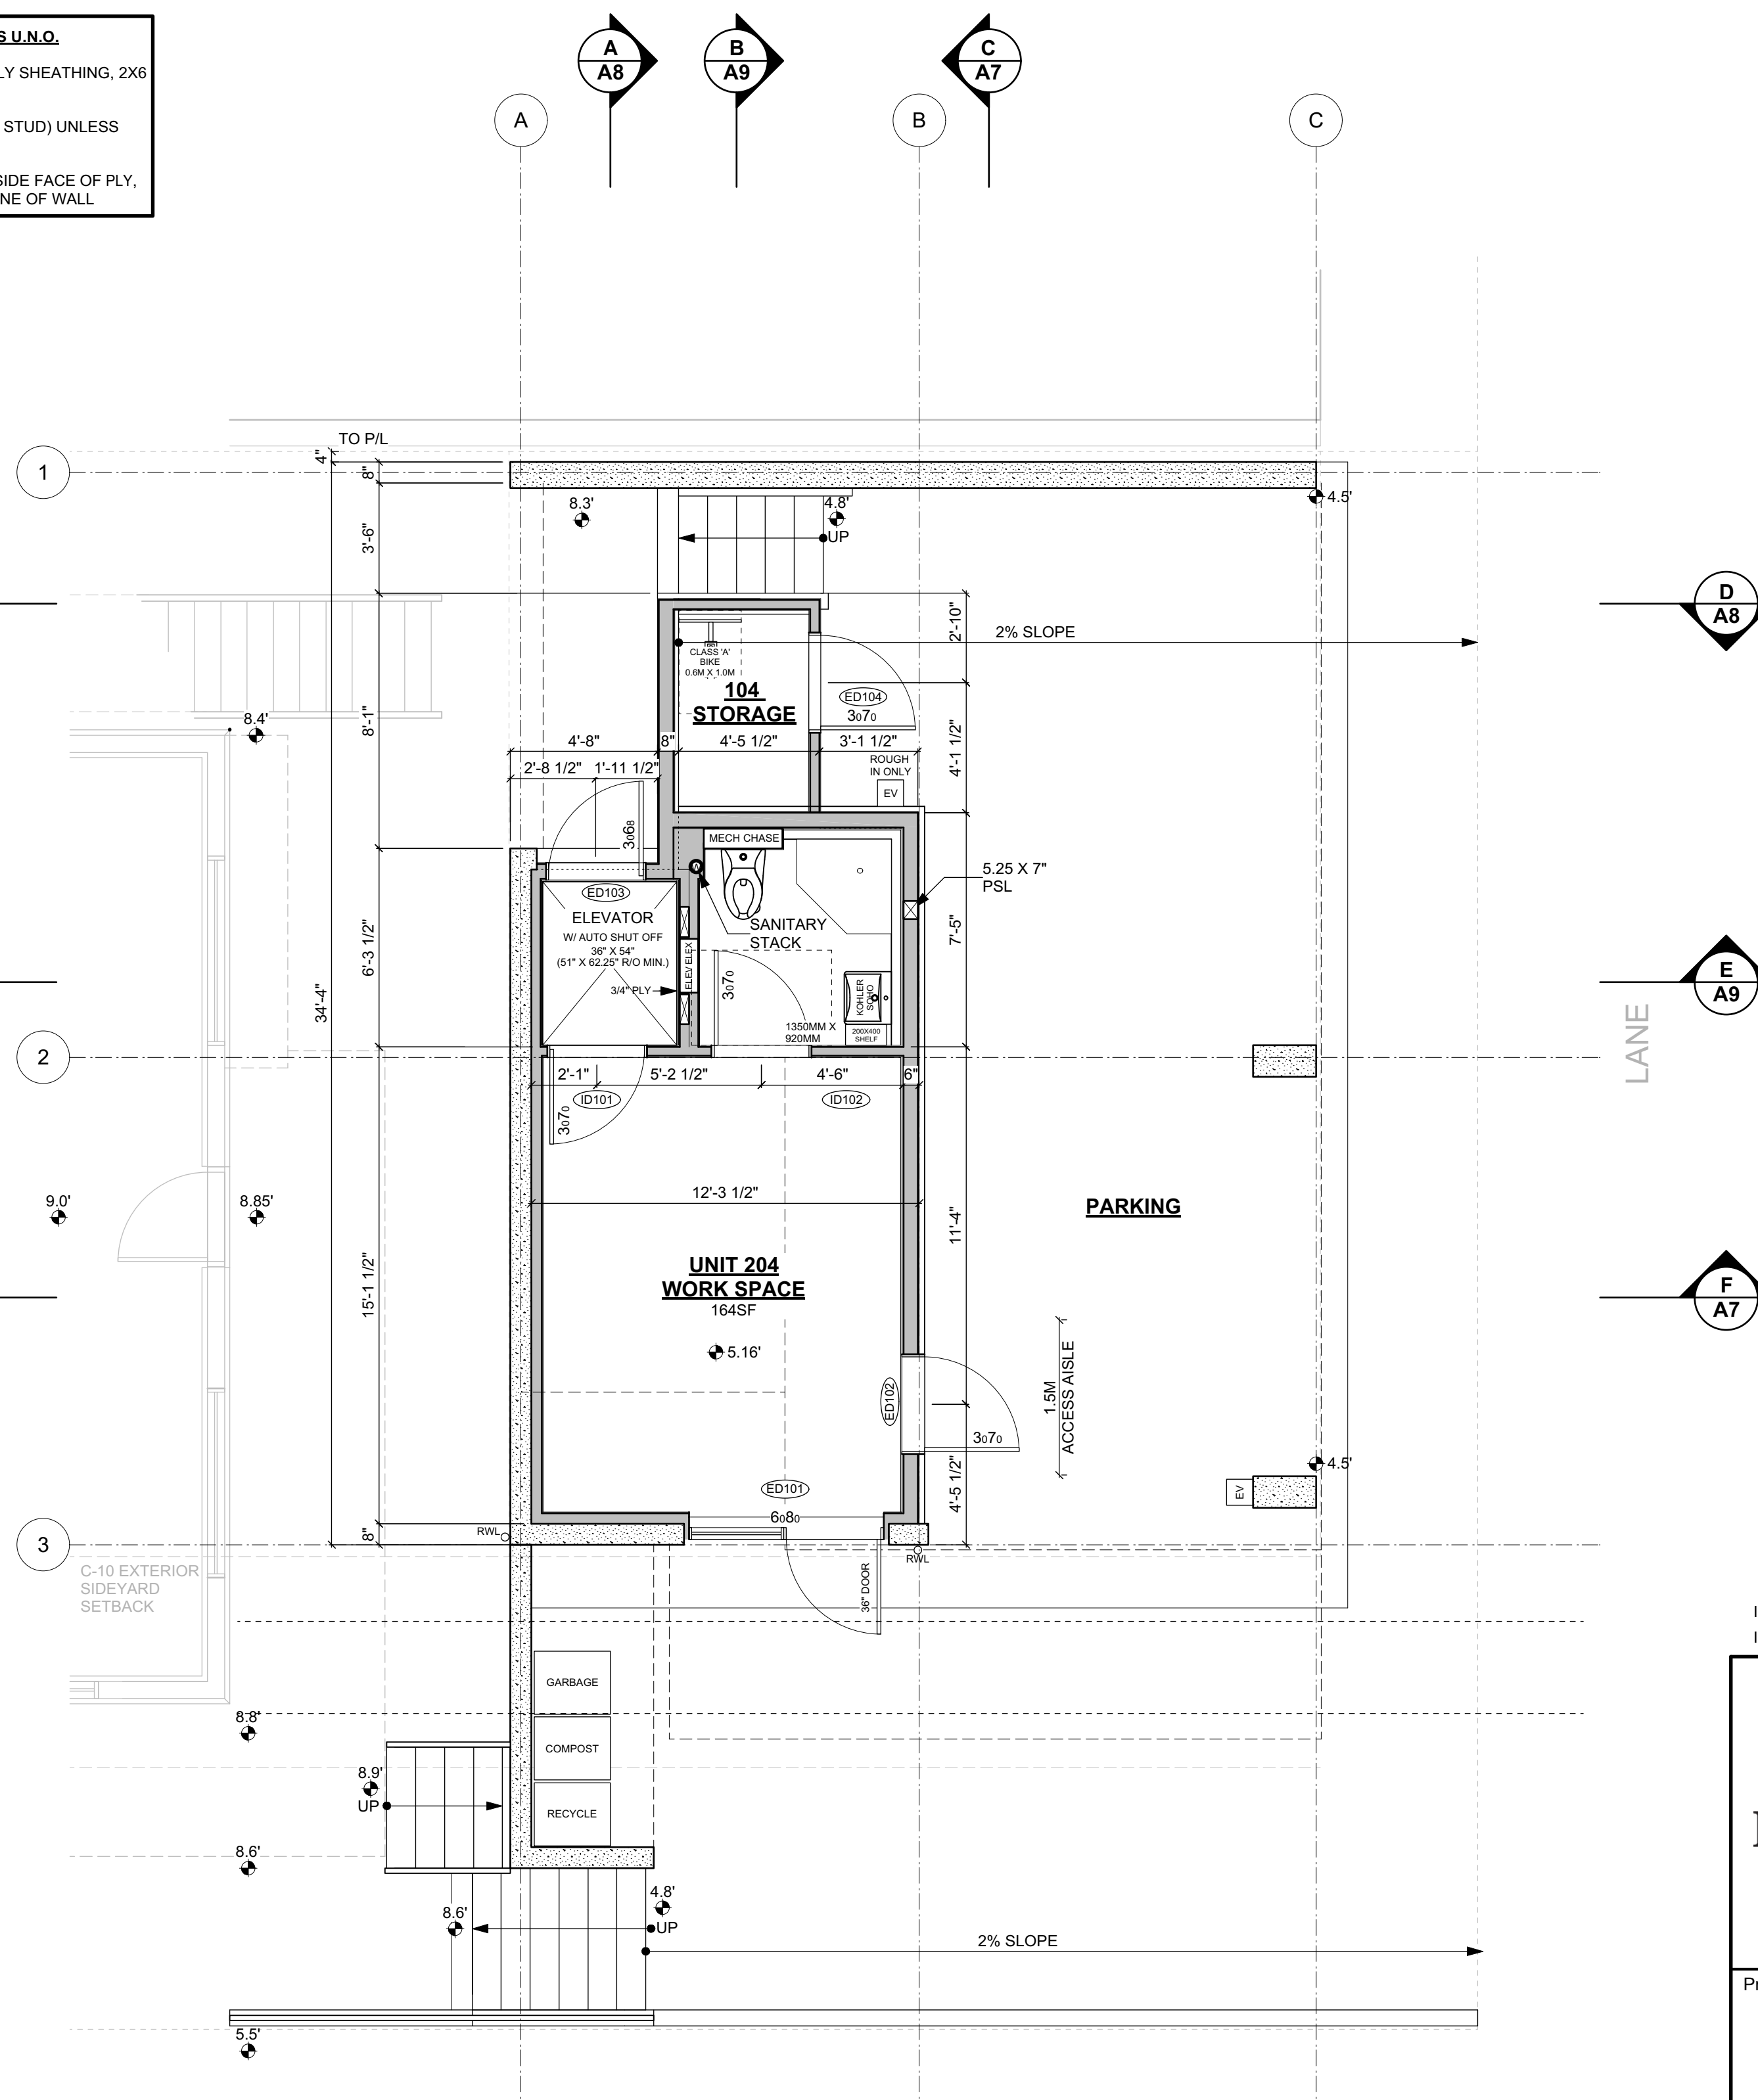 S U.N.O.
LY SHEATHING, 2X6
STUD) UNLESS
SIDE FACE OF PLY,
NE OF WALL
A
A8
B
A9
C
A7
A
B
C
TO P/L
4"
8"
1
8.3'
4.8'
UP
4.5'
3'-6"
D
A8
2'-10"
2% SLOPE
CLASS 'A'
BIKE
0.6M X 1.0M
104
STORAGE
ED104
3070
8.4'
8'-1"
4'-8"
8"
4'-5 1/2"
3'-1 1/2"
4'-1 1/2"
2'-8 1/2"
1'-11 1/2"
ROUGH
IN ONLY
EV
3068
MECH CHASE
5.25 X 7"
PSL
ED103
ELEVATOR
W/ AUTO SHUT OFF
36" X 54"
(51" X 62.25" R/O MIN.)
3/4" PLY
ELEV ELEX
SANITARY
STACK
3070
7'-5"
6'-3 1/2"
34'-4"
KOHLER
SOHO
1350MM X
920MM
200X400
SHELF
E
A9
LANE
2
2'-1"
5'-2 1/2"
4'-6"
6"
ID101
ID102
3070
12'-3 1/2"
9.0'
8.85'
11'-4"
PARKING
UNIT 204
WORK SPACE
164SF
5.16'
15'-1 1/2"
F
A7
1.5M
ACCESS AISLE
ED102
3070
4.5'
EV
4'-5 1/2"
ED101
6080
8"
RWL
RWL
3
C-10 EXTERIOR
SIDEYARD
SETBACK
36" DOOR
GARBAGE
COMPOST
RECYCLE
8.8'
8.9'
UP
8.6'
8.6'
4.8'
UP
2% SLOPE
5.5'